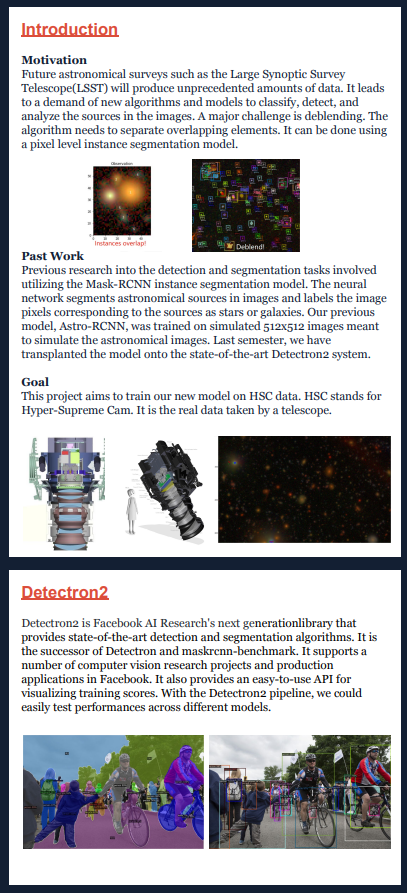 Introduction
Motivation
Future astronomical surveys such as the Large Synoptic Survey
Telescope(LSST) will produce unprecedented amounts of data. It leads
to a demand of new algorithms and models to classify, detect, and
analyze the sources in the images. A major challenge is deblending. The
algorithm needs to separate overlapping elements. It can be done using
a pixel level instance segmentation model.
Observation
Instances overlap!
Deblend!
Past Work
Previous research into the detection and segmentation tasks involved
utilizing the Mask-RCNN instance segmentation model. The neural
network segments astronomical sources in images and labels the image
pixels corresponding to the sources as stars or galaxies. Our previous
model, Astro-RCNN, was trained on simulated 512x512 images meant
to simulate the astronomical images. Last semester, we have
transplanted the model onto the state-of-the-art Detectron2 system.
Goal
This project aims to train our new model on HSC data. HSC stands for
Hyper-Supreme Cam. It is the real data taken by a telescope.
Detectron2
Detectron2 is Facebook AI Research's next generationlibrary that
provides state-of-the-art detection and segmentation algorithms. It is
the successor of Detectron and maskrcnn-benchmark. It supports a
number of computer vision research projects and production
applications in Facebook. It also provides an easy-to-use API for
visualizing training scores. With the Detectron2 pipeline, we could
easily test performances across different models.